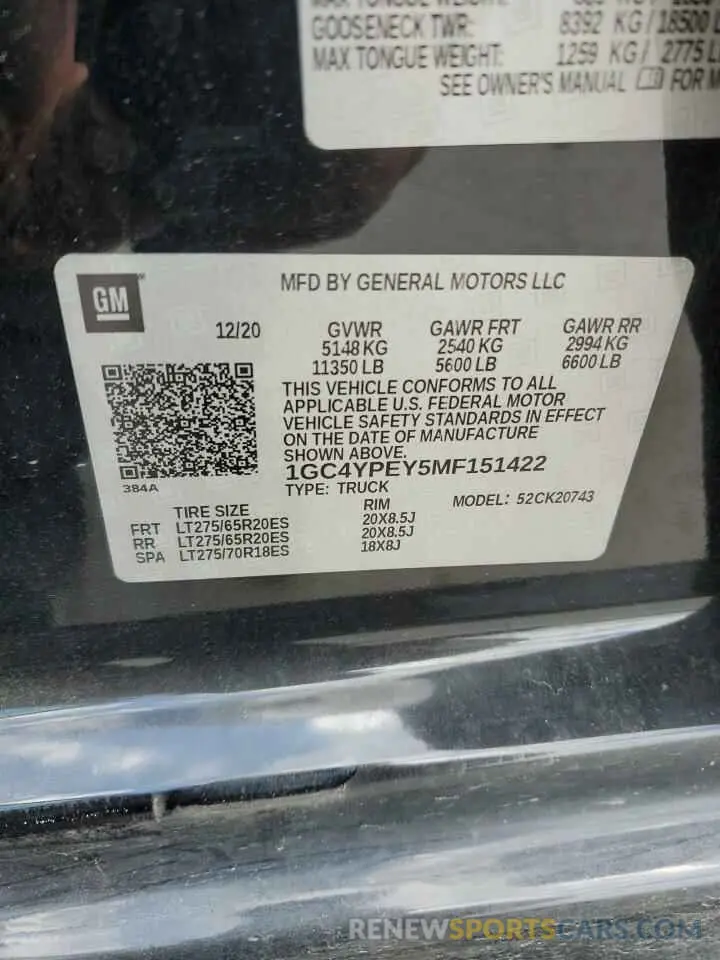 MAX TONGUE WEIGHT:
GOOSENECK TWR: 8392 KG/18500 L
MAX TONGUE WEIGHT: 1259 KG/ 2775 L
SEE OWNER'S MANUAL FOR M
GM
MFD BY GENERAL MOTORS LLC
12/20 GVWR GAWR FRT GAWR RR
5148 KG 2540 KG 2994 KG
11350 LB 5600 LB 6600 LB
THIS VEHICLE CONFORMS TO ALL
APPLICABLE U.S. FEDERAL MOTOR
VEHICLE SAFETY STANDARDS IN EFFECT
ON THE DATE OF MANUFACTURE
SHOWN ABOVE.
1GC4YPEY5MF151422
384A
TYPE: TRUCK MODEL: 52CK20743
TIRE SIZE RIM
FRT LT275/65R20ES 20X8.5J
RR LT275/65R20ES 20X8.5J
SPA LT275/70R18ES 18X8J
RENEWSPORTSCARS.COM